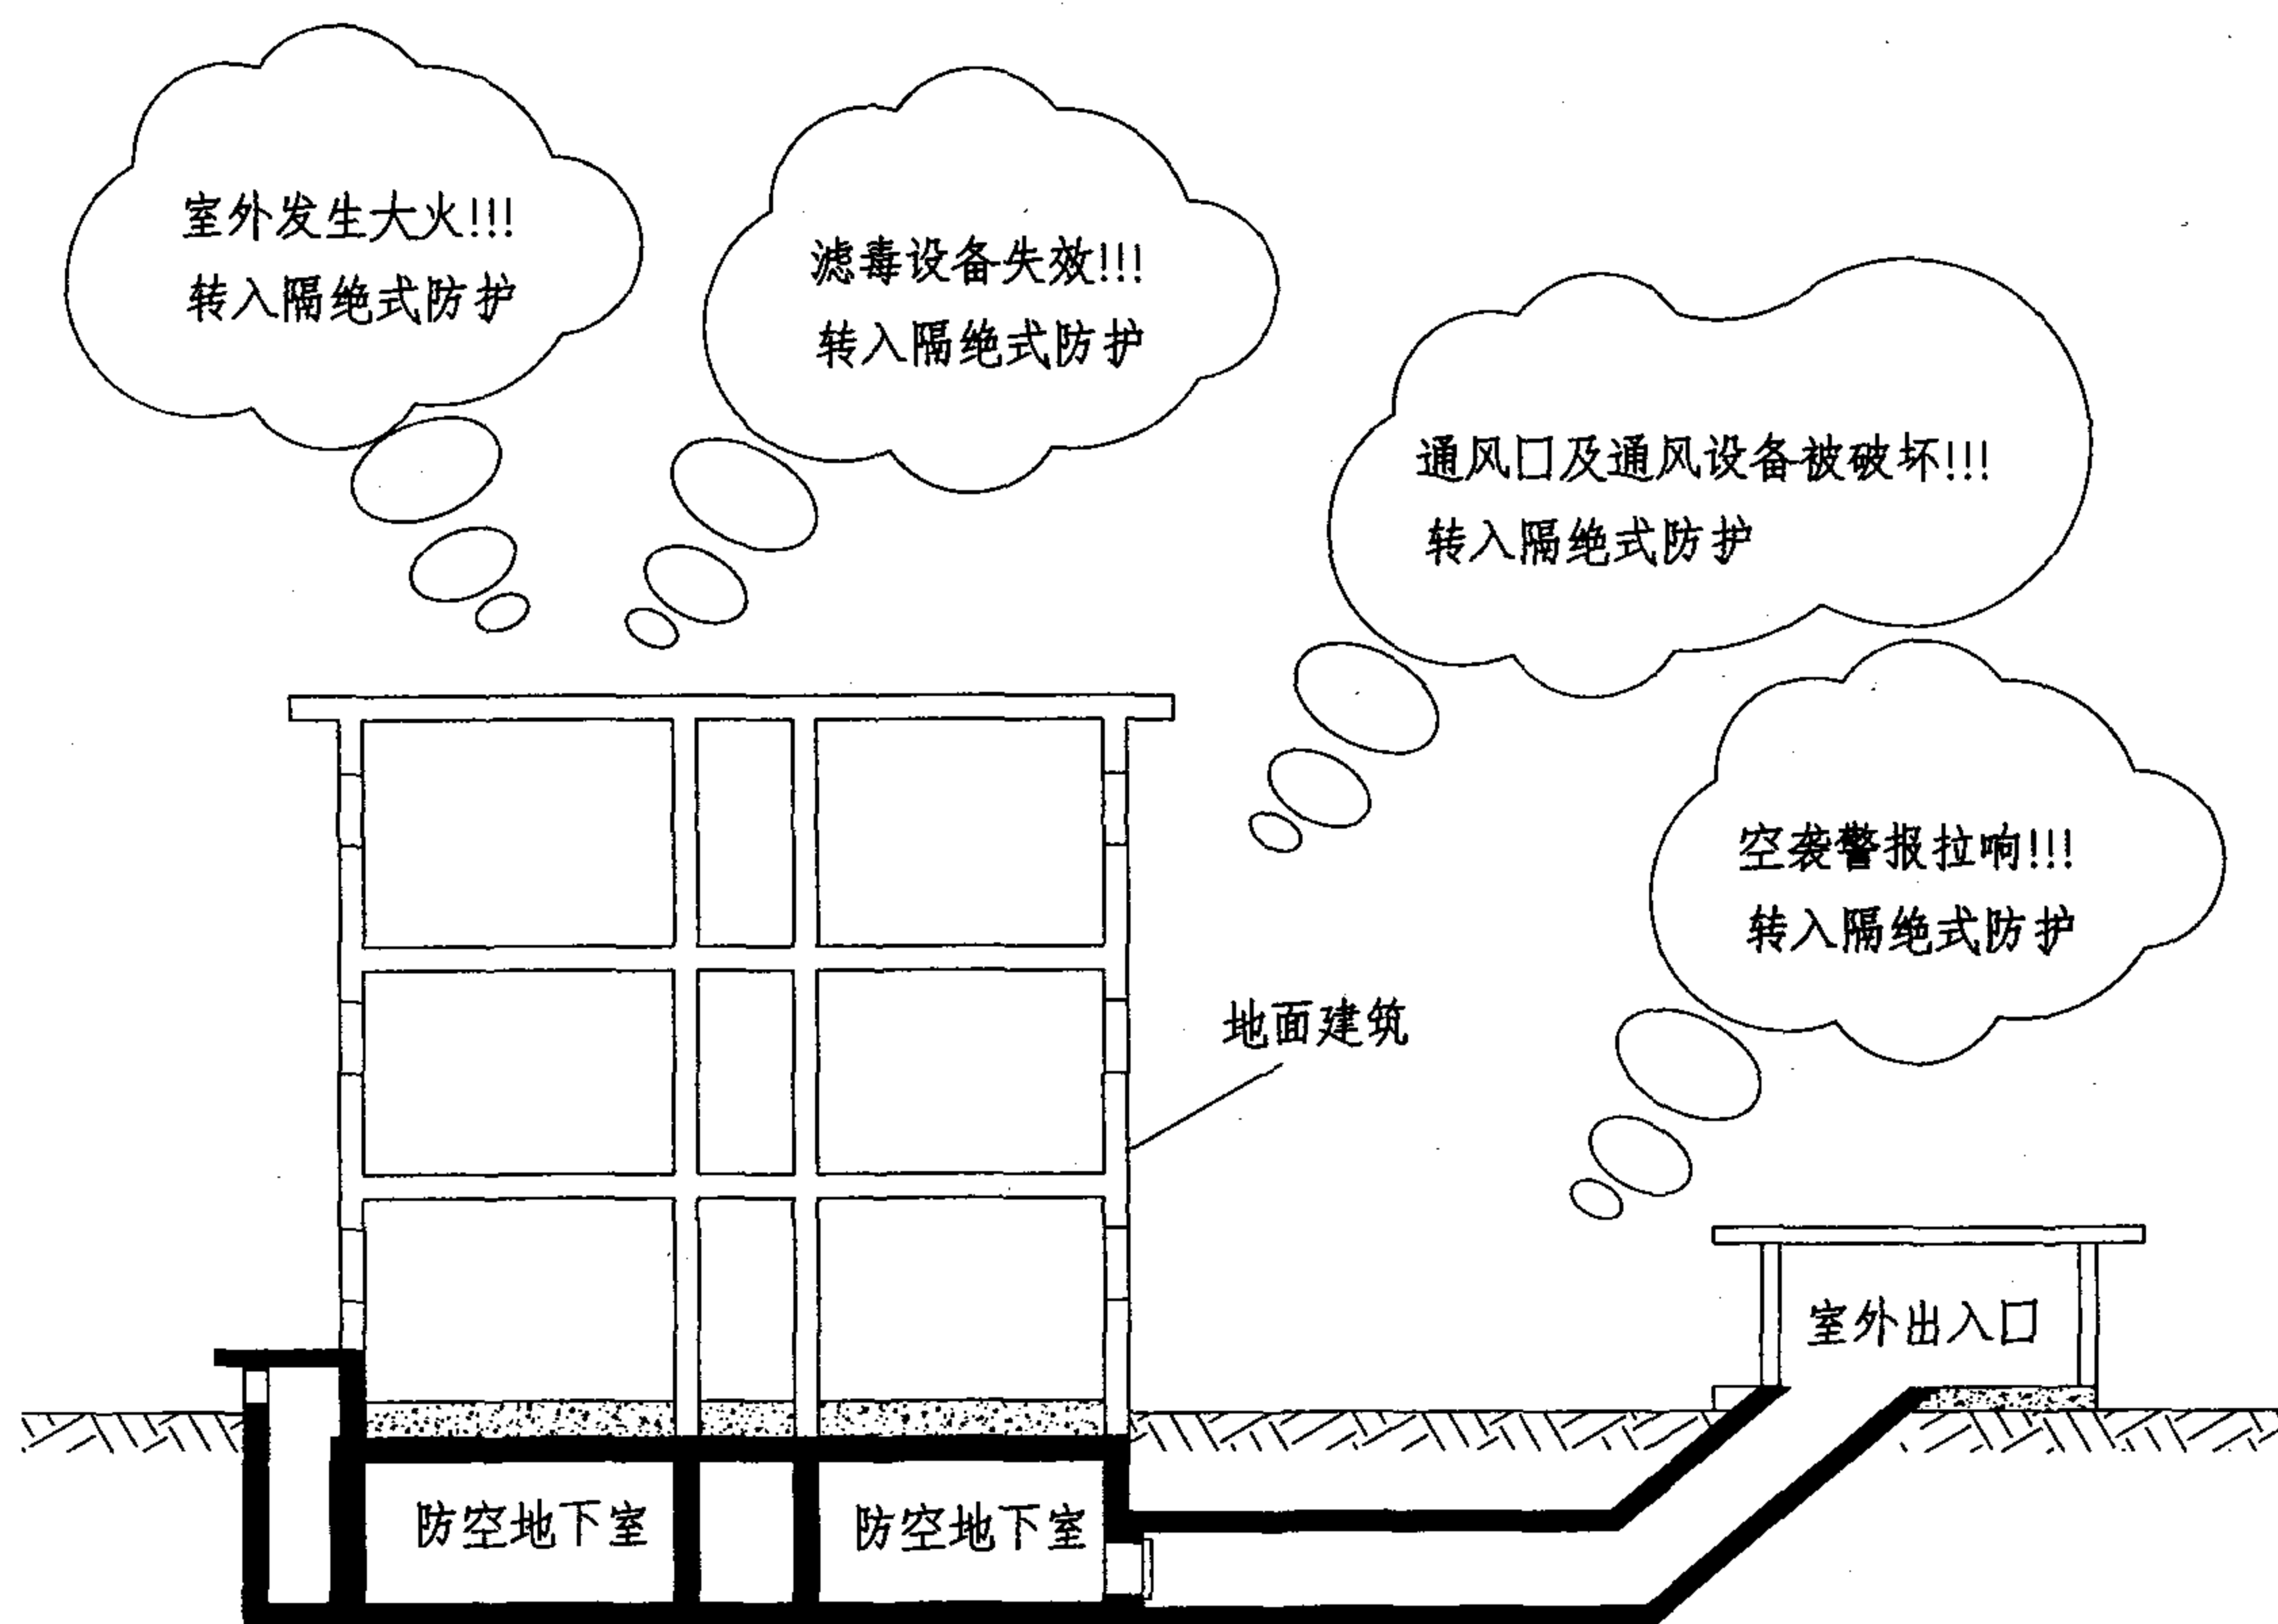 室外发生大火!!!
转入隔绝式防护
滤毒设备失效!!!
转入隔绝式防护
通风口及通风设备被破坏!!!
转入隔绝式防护
空袭警报拉响!!!
转入隔绝式防护
地面建筑
室外出入口
防空地下室
防空地下室